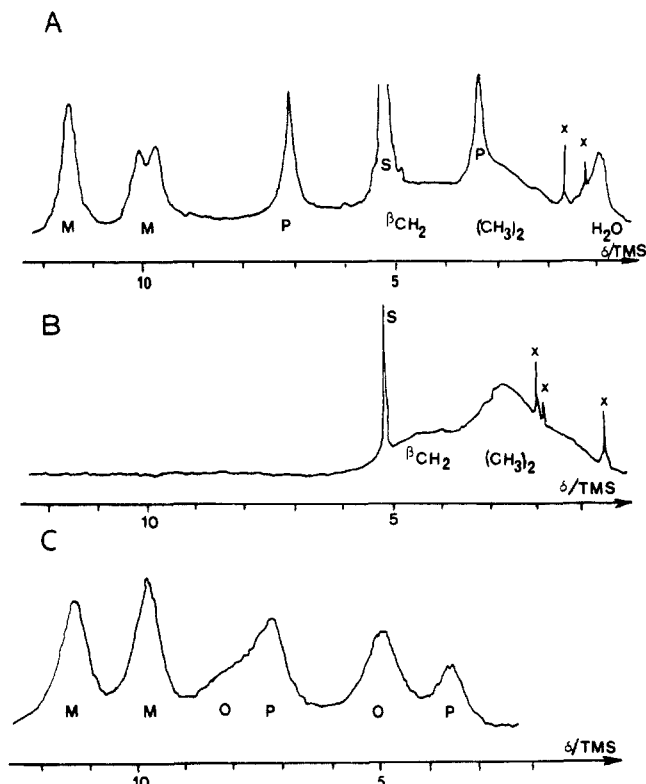 A
x
x
S
P
M M P βCH2 (CH3)2 H2O
δ/TMS
10 5
B
S
x
x
x
βCH2 (CH3)2
δ/TMS
10 5
C
M M O P O P
δ/TMS
10 5